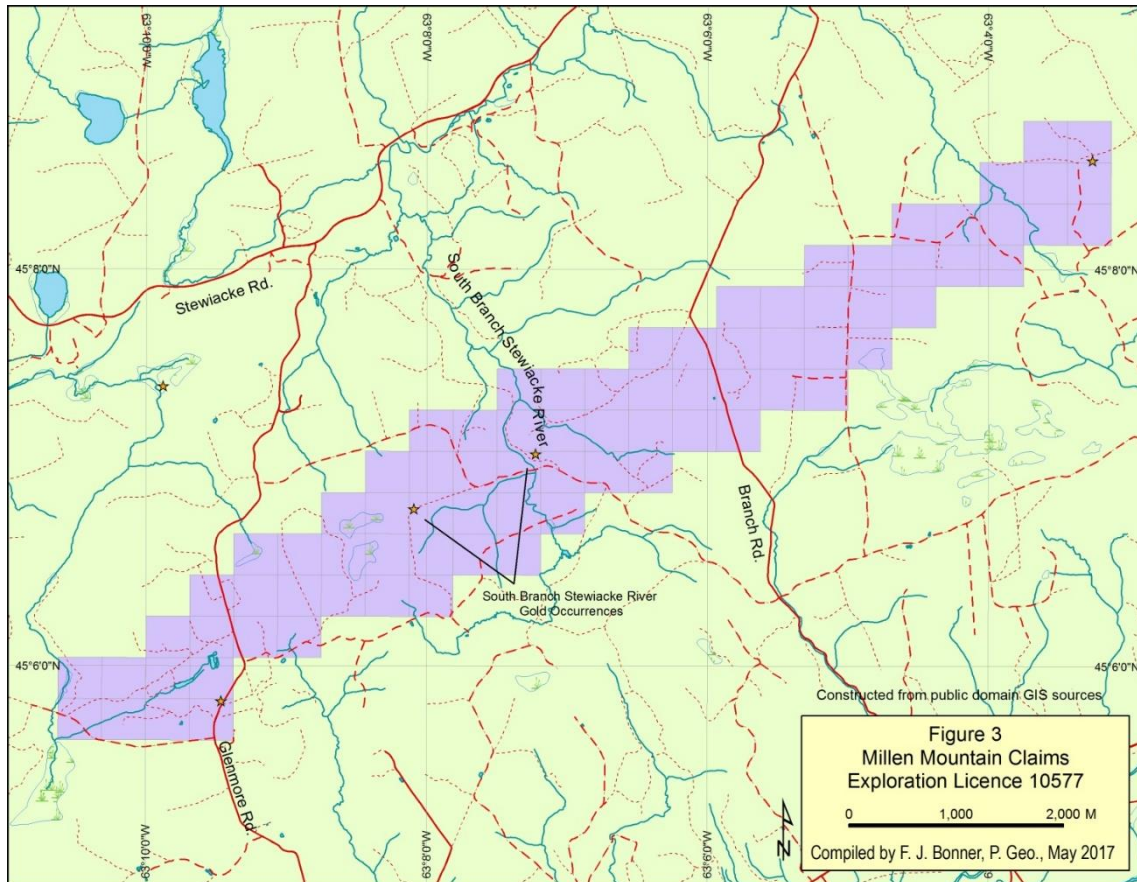 63°10'0"W
63°8'0"W
63°6'0"W
63°4'0"W
45°8'0"N
45°8'0"N
Stewiacke Rd.
South Branch Stewiacke River
Branch Rd.
South Branch Stewiacke River
Gold Occurrences
45°6'0"N
45°6'0"N
Glenmore Rd.
Constructed from public domain GIS sources
Figure 3
Millen Mountain Claims
Exploration Licence 10577
0 1,000 2,000 M
N
Compiled by F. J. Bonner, P. Geo., May 2017
63°10'0"W
63°8'0"W
63°6'0"W